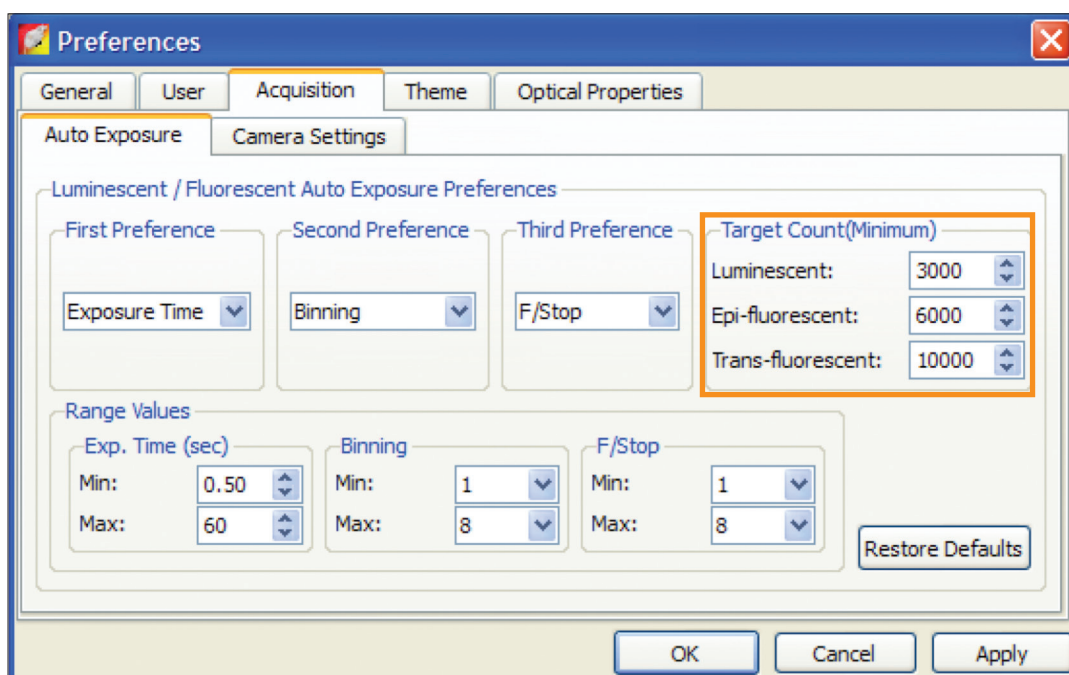 Preferences
General User Acquisition Theme Optical Properties
Auto Exposure Camera Settings
Luminescent / Fluorescent Auto Exposure Preferences
First Preference Second Preference Third Preference Target Count(Minimum)
Luminescent: 3000
Exposure Time Binning F/Stop Epi-fluorescent: 6000
Trans-fluorescent: 10000
Range Values
Exp. Time (sec) Binning F/Stop
Min: 0.50 Min: 1 Min: 1
Max: 60 Max: 8 Max: 8
Restore Defaults
OK Cancel Apply